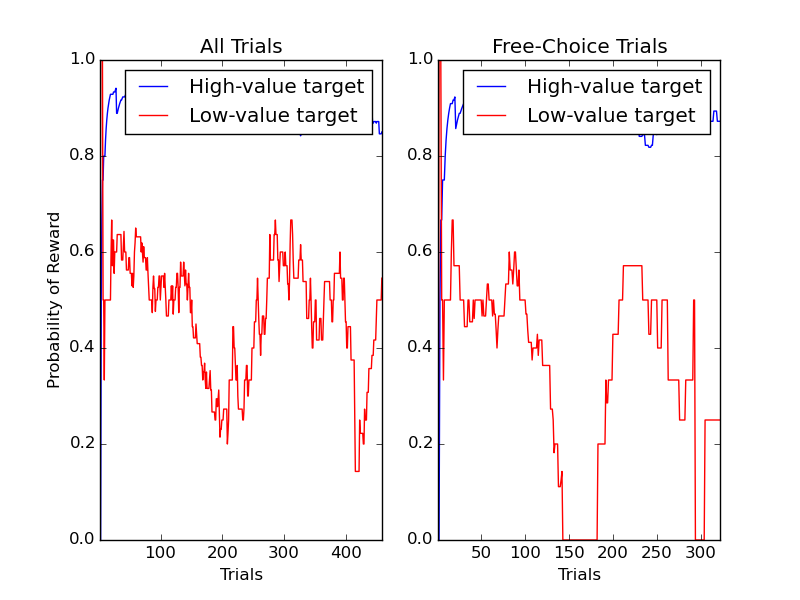 All Trials
High-value target
Low-value target
Probability of Reward
1.0
0.8
0.6
0.4
0.2
0.0
100
200
300
400
Trials
Free-Choice Trials
High-value target
Low-value target
1.0
0.8
0.6
0.4
0.2
0.0
50
100
150
200
250
300
Trials